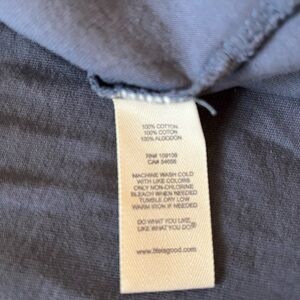 100% COTTON
100% COTTON
100% ALGODON
RN# 109108
CA# 54658
MACHINE WASH COLD
WITH LIKE COLORS
ONLY NON-CHLORINE
BLEACH WHEN NEEDED
TUMBLE DRY LOW
WARM IRON IF NEEDED
DO WHAT YOU LIKE.
LIKE WHAT YOU DO®
www.lifeisgood.com